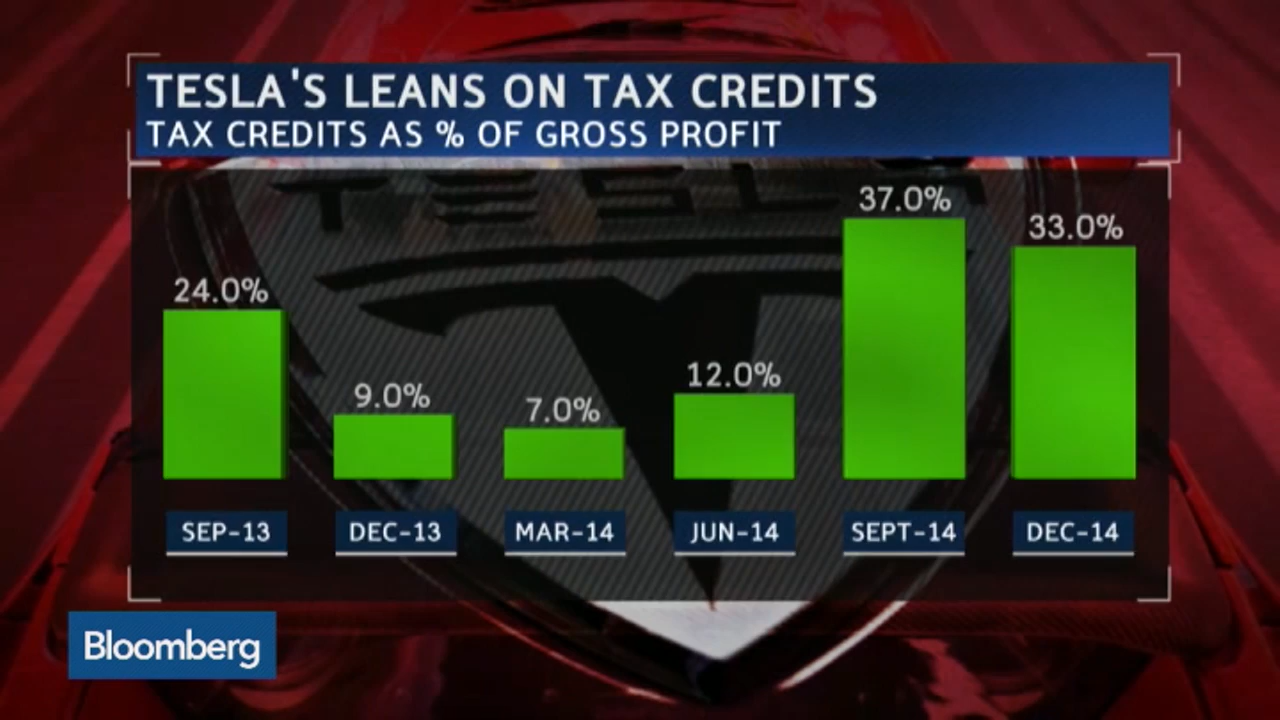 TESLA'S LEANS ON TAX CREDITS
TAX CREDITS AS % OF GROSS PROFIT
TESLA
24.0%
9.0%
7.0%
12.0%
37.0%
33.0%
SEP-13
DEC-13
MAR-14
JUN-14
SEPT-14
DEC-14
Bloomberg